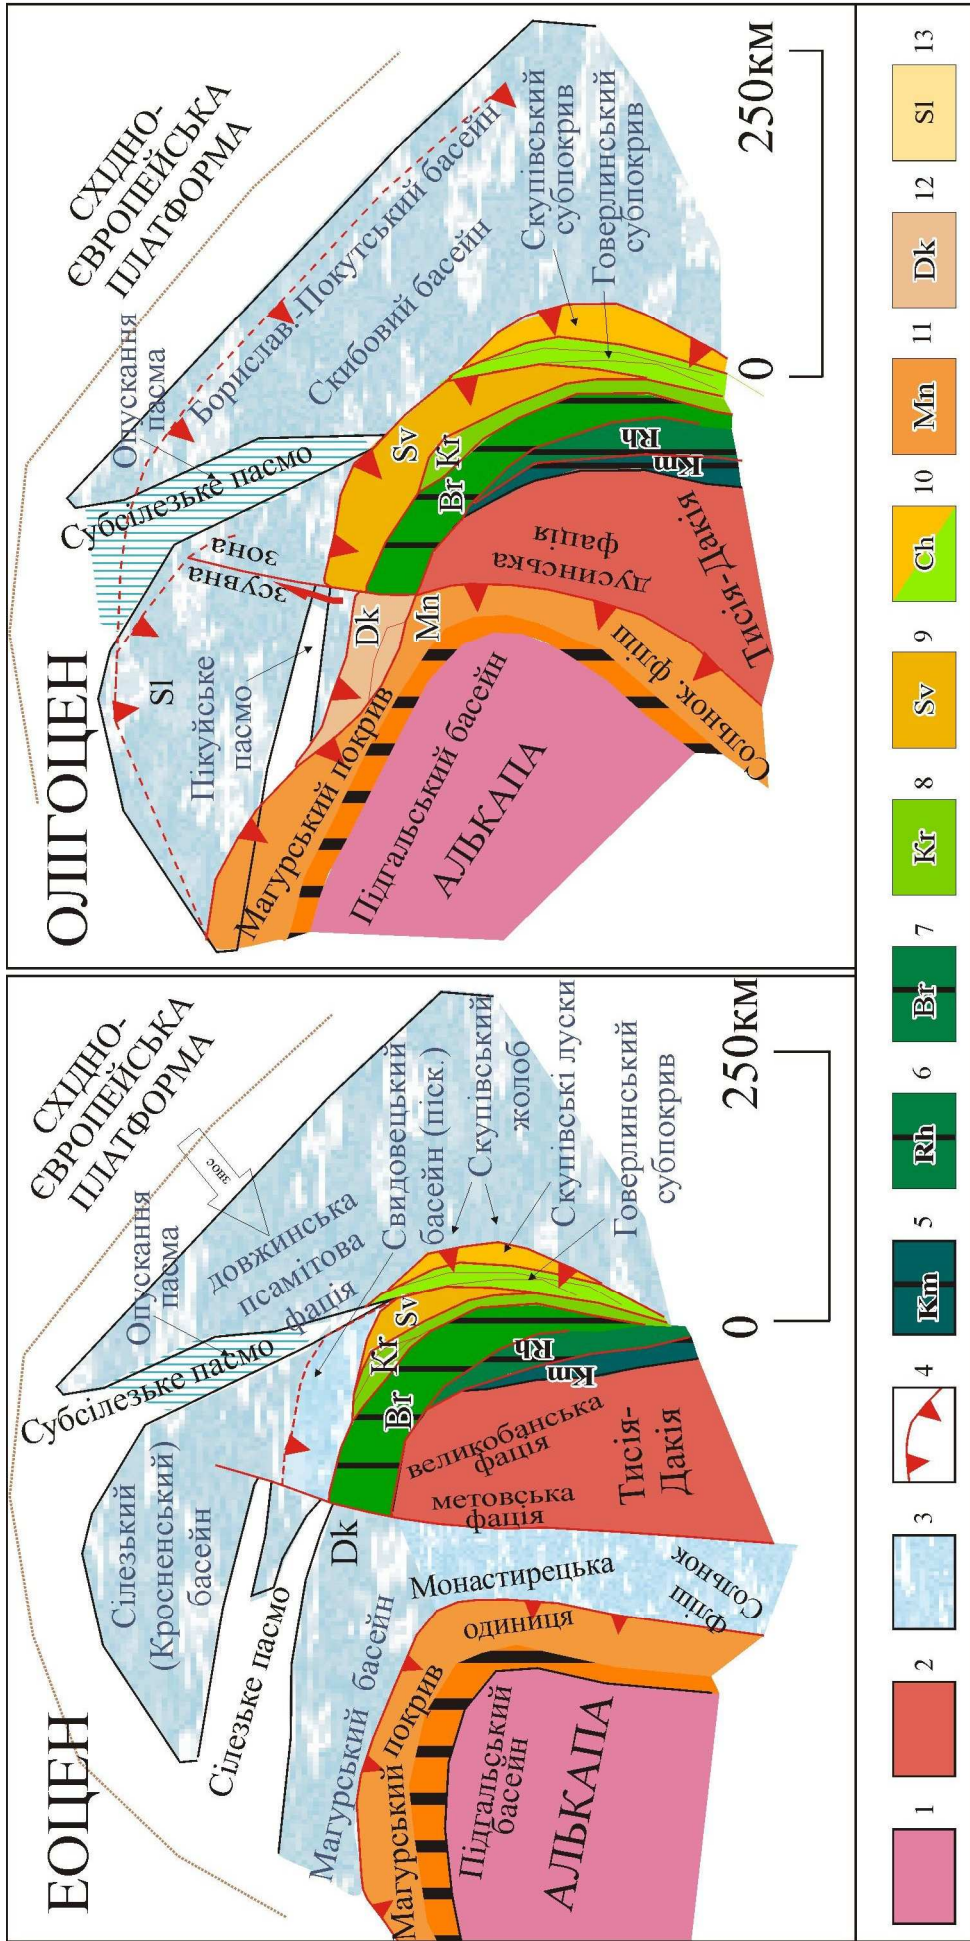 ЕОЦЕН
СХІДНО-
ЄВРОПЕЙСЬКА
ПЛАТФОРМА
знос
Опускання
пасма
Субсілезьке пасмо
довжинська
псамітова
фація
Сілезький
(Кросненський)
басейн
Сілезьке пасмо
Свидовецький
басейн (піск.)
Скупівський
жолоб
Скупівські луски
Говерлинський
субпокрив
Магурський басейн
Dk
Br
Kr
Sv
Rh
Km
Магурський покрив
Монастирецька
одиниця
Сольнок
фліш
великобанська
фація
метовська
фація
Тисія-
Дакія
Підгальський
басейн
АЛЬКАПА
0
250км
ОЛІГОЦЕН
СХІДНО-
ЄВРОПЕЙСЬКА
ПЛАТФОРМА
Опускання
пасма
Субсілезьке пасмо
Борислав.-Покутський басейн
Скибовий басейн
Sl
зсувна
зона
Пікуйське
пасмо
Скупівський
субпокрив
Говерлинський
субпокрив
Dk
Mn
Sv
Kr
Br
Rh
Km
Магурський покрив
дусинська
фація
Тисія-Дакія
Сольнок. фліш
Підгальський басейн
АЛЬКАПА
0
250км
1
2
3
4
Km 5
Rh 6
Br 7
Kr 8
Sv 9
Ch 10
Mn 11
Dk 12
Sl 13